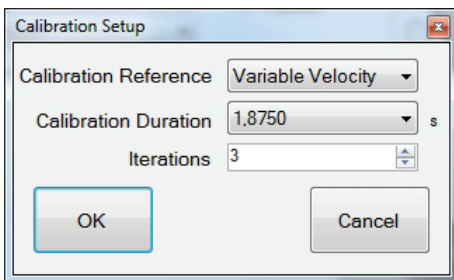 Calibration Setup
Calibration Reference Variable Velocity
Calibration Duration 1,8750 s
Iterations 3
OK Cancel